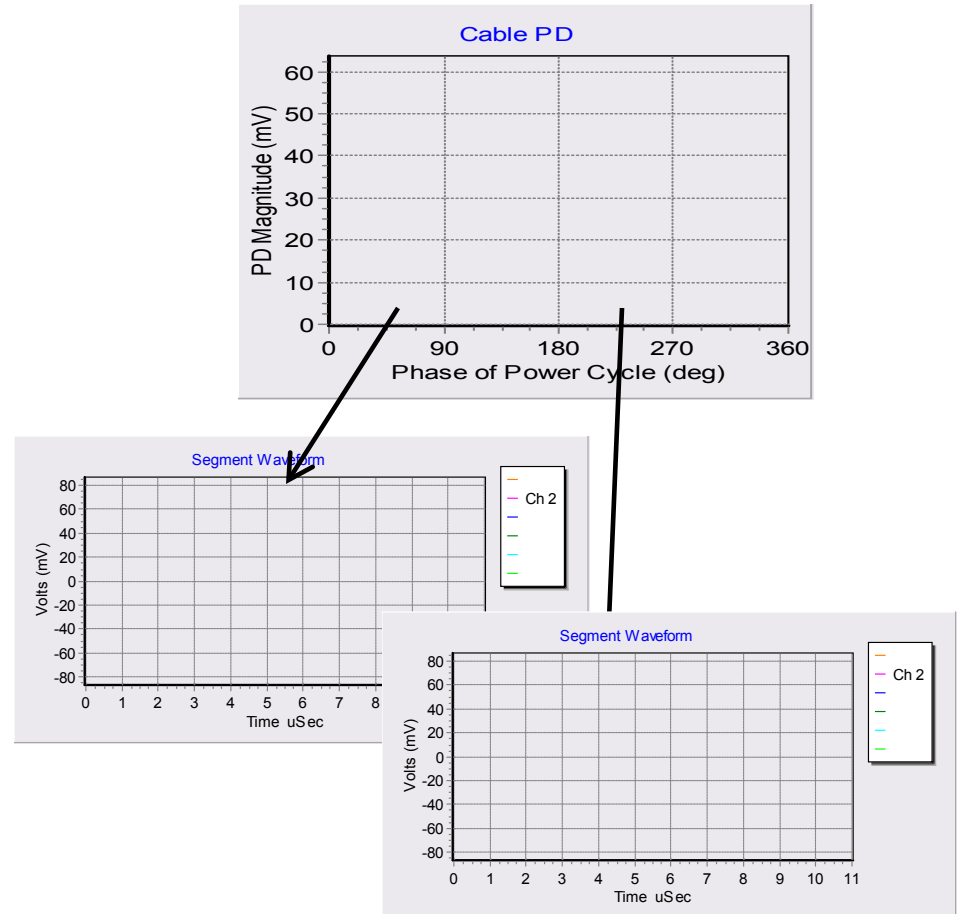 Cable PD
60
50
40
30
20
10
0
PD Magnitude (mV)
0 90 180 270 360
Phase of Power Cycle (deg)
Segment Waveform
80
60
40
20
0
-20
-40
-60
-80
Volts (mV)
0 1 2 3 4 5 6 7 8
Time uSec
Ch 2
Segment Waveform
80
60
40
20
0
-20
-40
-60
-80
Volts (mV)
0 1 2 3 4 5 6 7 8 9 10 11
Time uSec
Ch 2